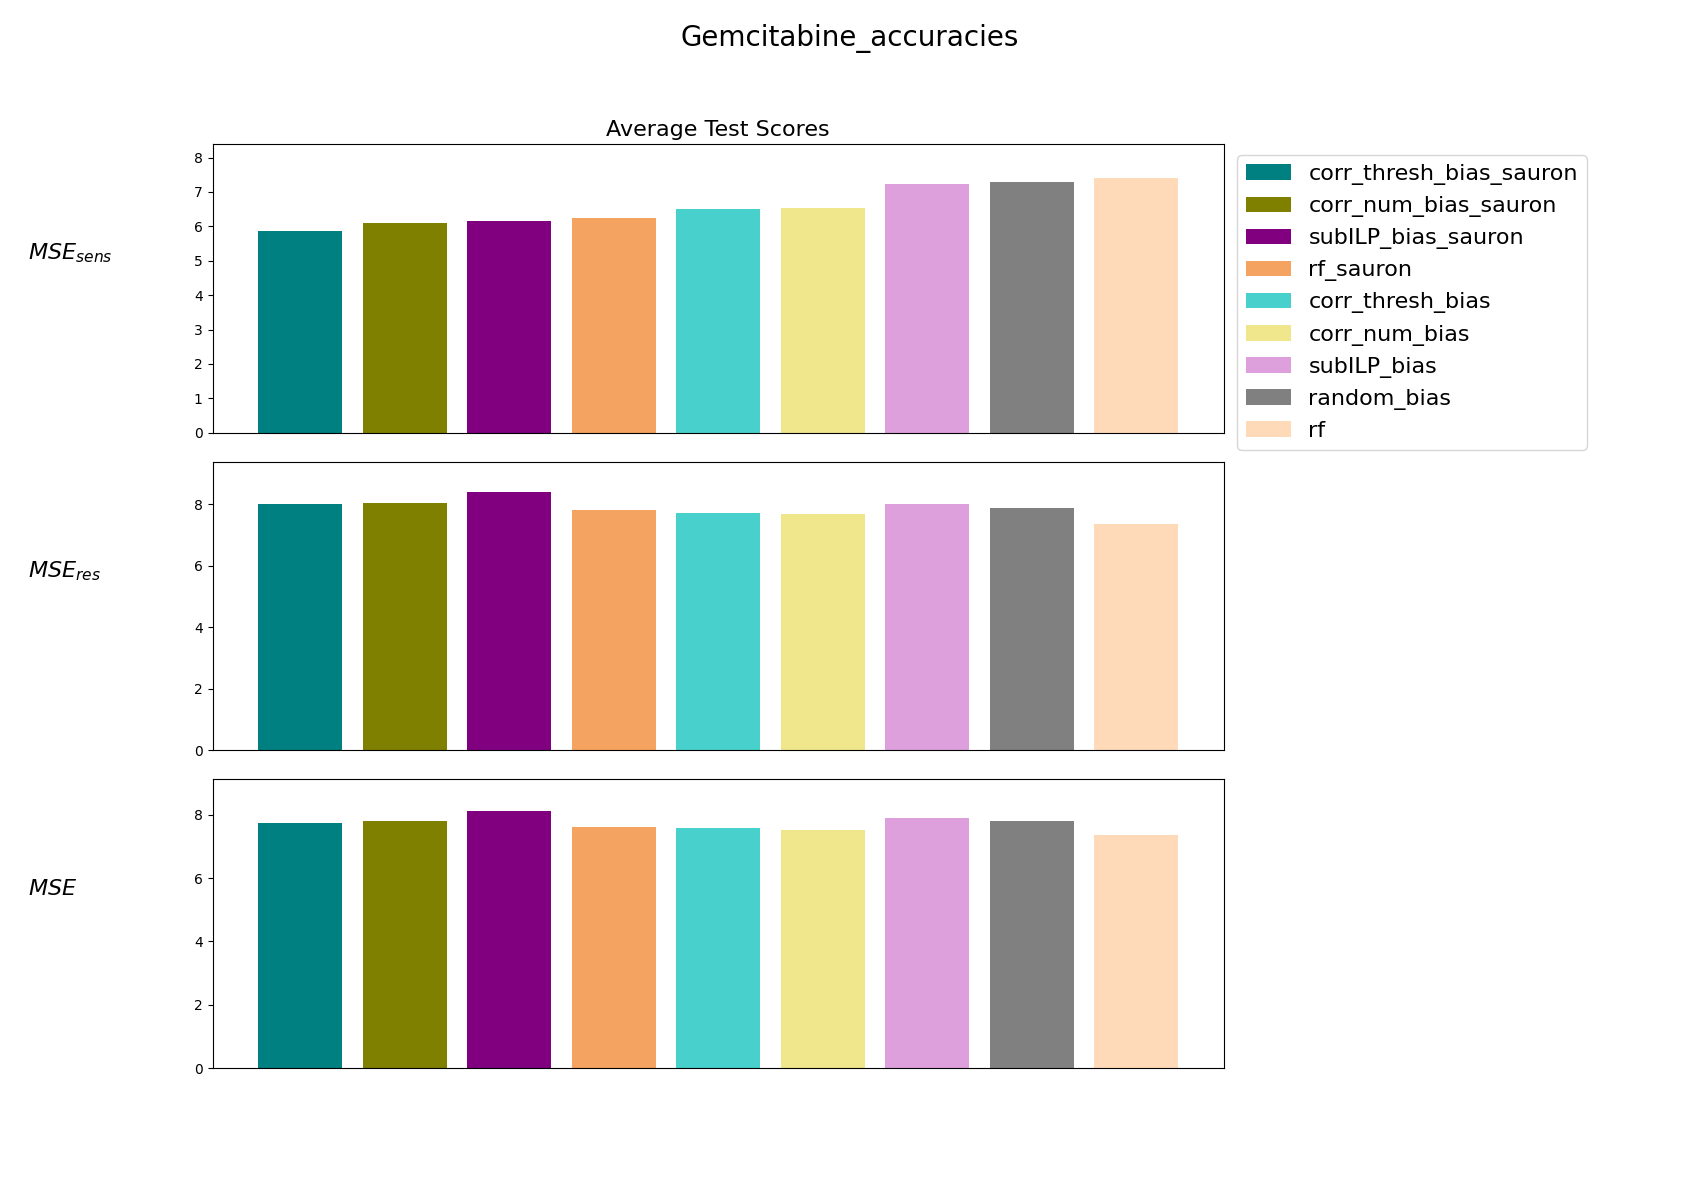 Gemcitabine_accuracies
Average Test Scores
MSE_sens
8
7
6
5
4
3
2
1
0
corr_thresh_bias_sauron
corr_num_bias_sauron
subILP_bias_sauron
rf_sauron
corr_thresh_bias
corr_num_bias
subILP_bias
random_bias
rf
MSE_res
8
6
4
2
0
MSE
8
6
4
2
0